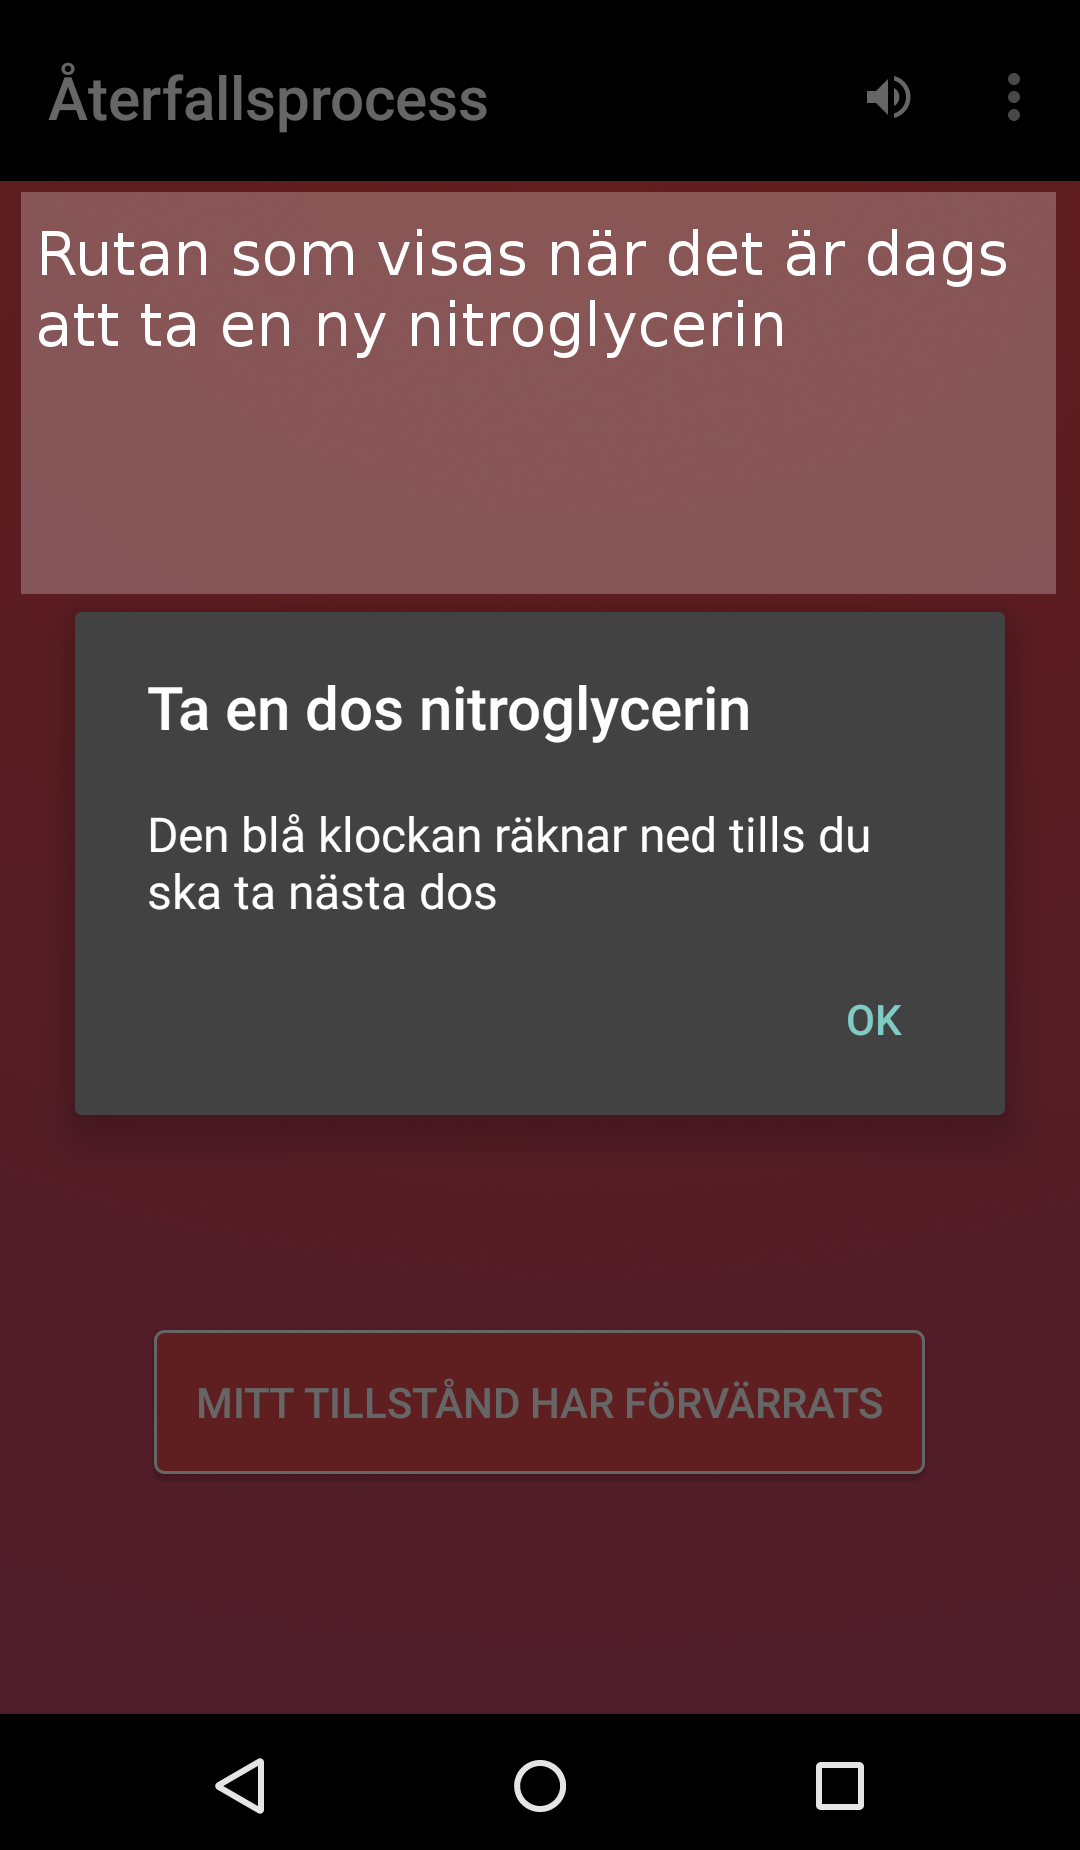 Återfallsprocess
Rutan som visas när det är dags
att ta en ny nitroglycerin
Ta en dos nitroglycerin
Den blå klockan räknar ned tills du
ska ta nästa dos
OK
MITT TILLSTÅND HAR FÖRVÄRRATS